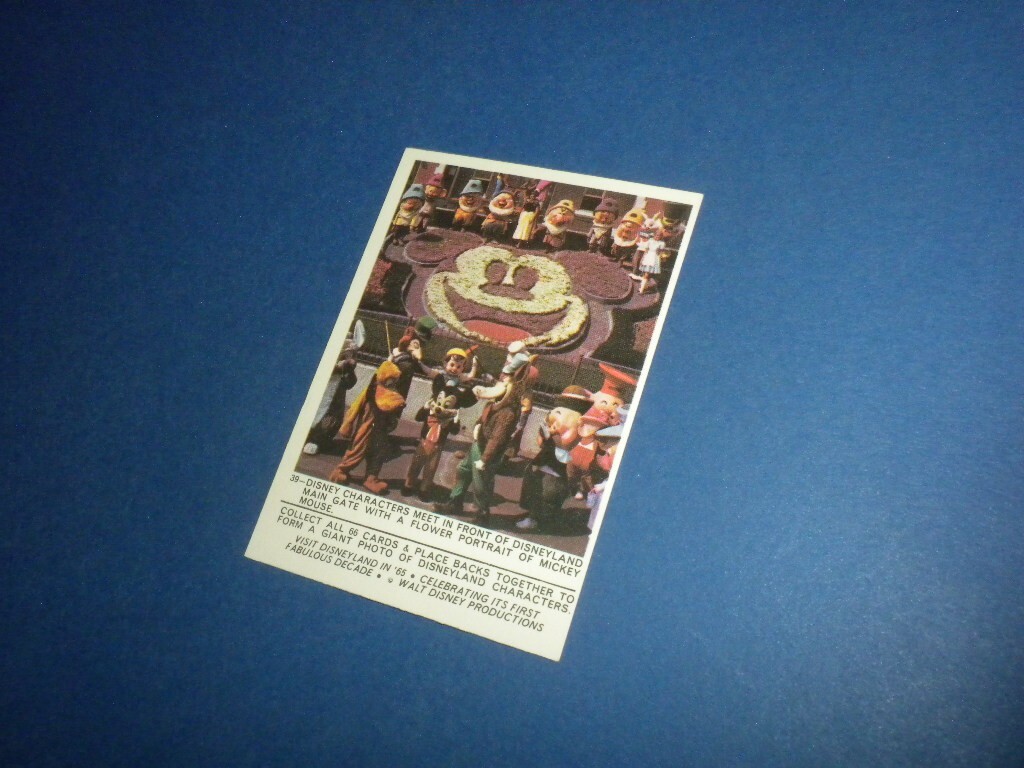 39—DISNEY CHARACTERS MEET IN FRONT OF DISNEYLAND
MAIN GATE WITH A FLOWER PORTRAIT OF MICKEY
MOUSE.
COLLECT ALL 66 CARDS & PLACE BACKS TOGETHER TO
FORM A GIANT PHOTO OF DISNEYLAND CHARACTERS.
VISIT DISNEYLAND IN '65 • CELEBRATING ITS FIRST
FABULOUS DECADE • © WALT DISNEY PRODUCTIONS